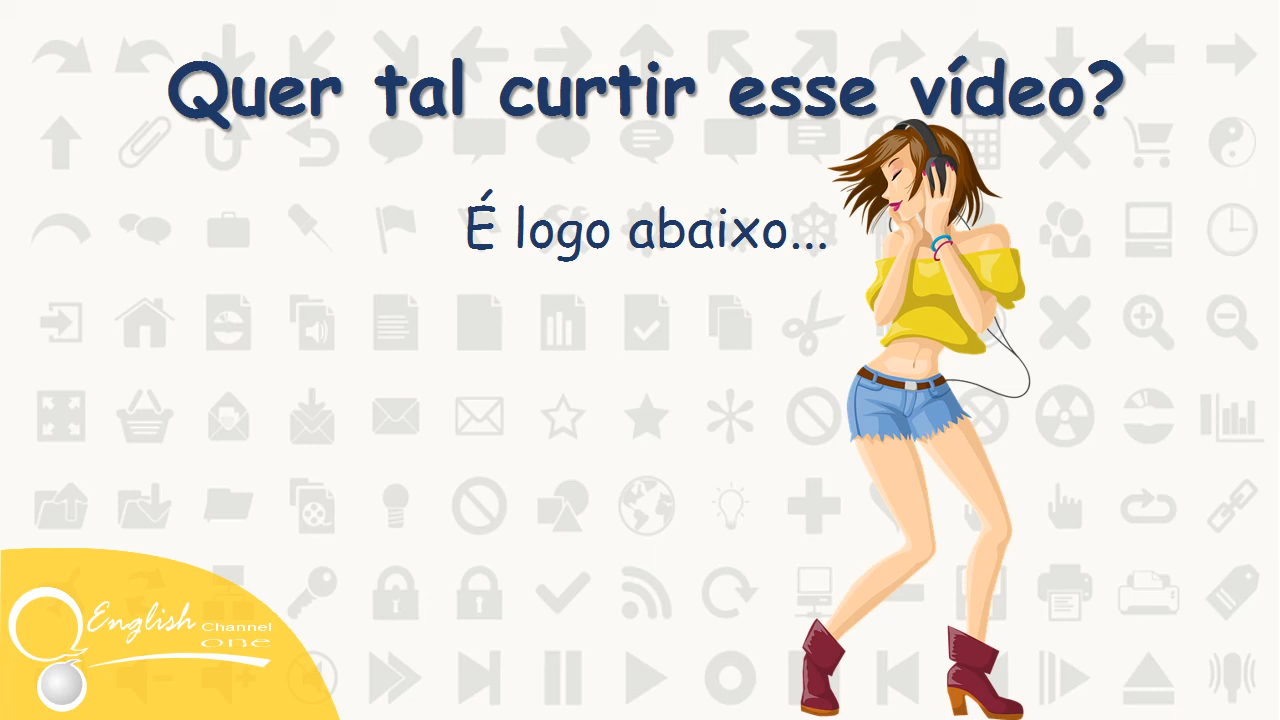 Quer tal curtir esse vídeo?
É logo abaixo...
English Channel
one